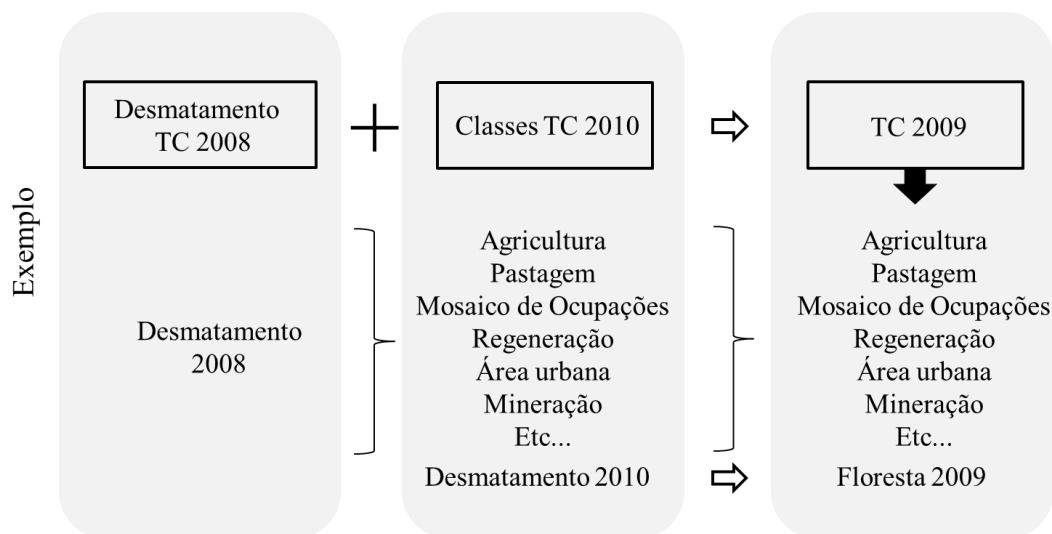 Exemplo
Desmatamento
TC 2008
Desmatamento
2008
Classes TC 2010
Agricultura
Pastagem
Mosaico de Ocupações
Regeneração
Área urbana
Mineração
Etc...
Desmatamento 2010
TC 2009
Agricultura
Pastagem
Mosaico de Ocupações
Regeneração
Área urbana
Mineração
Etc...
Floresta 2009